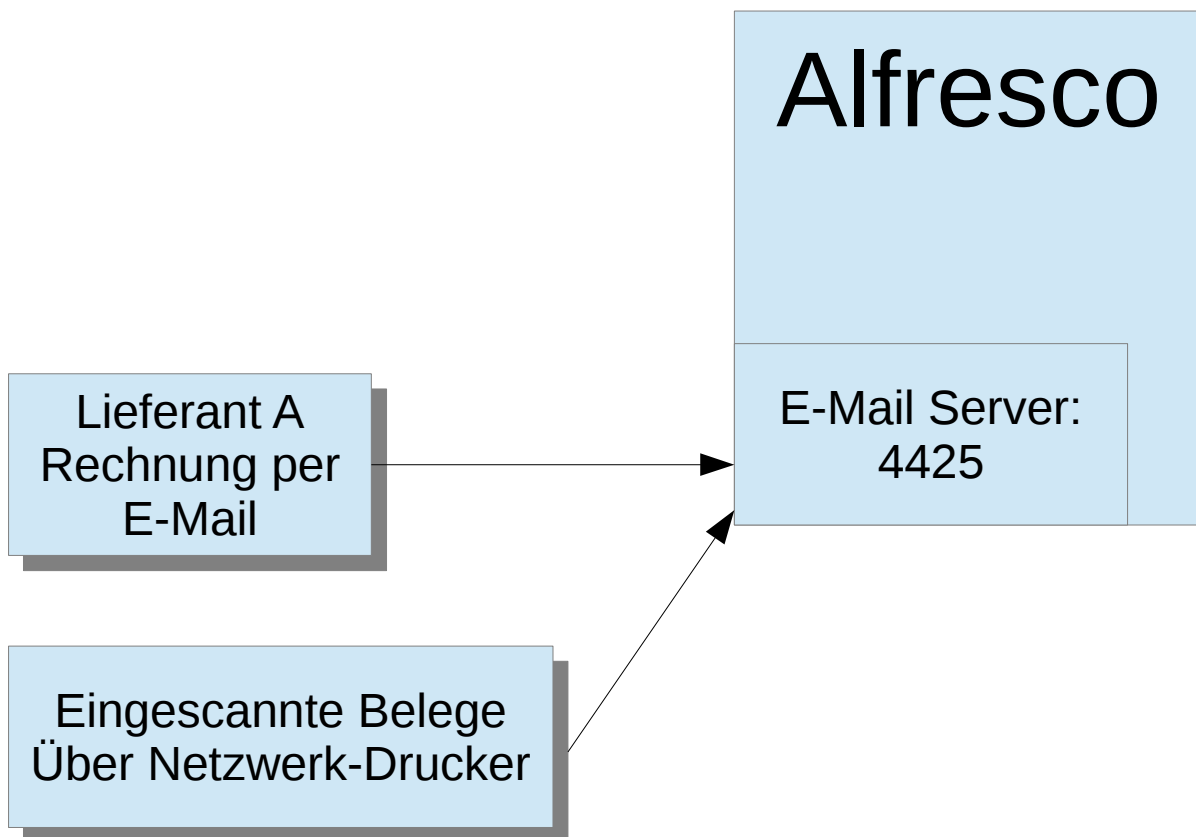 Alfresco
E-Mail Server:
4425
Lieferant A
Rechnung per
E-Mail
Eingescannte Belege
Über Netzwerk-Drucker